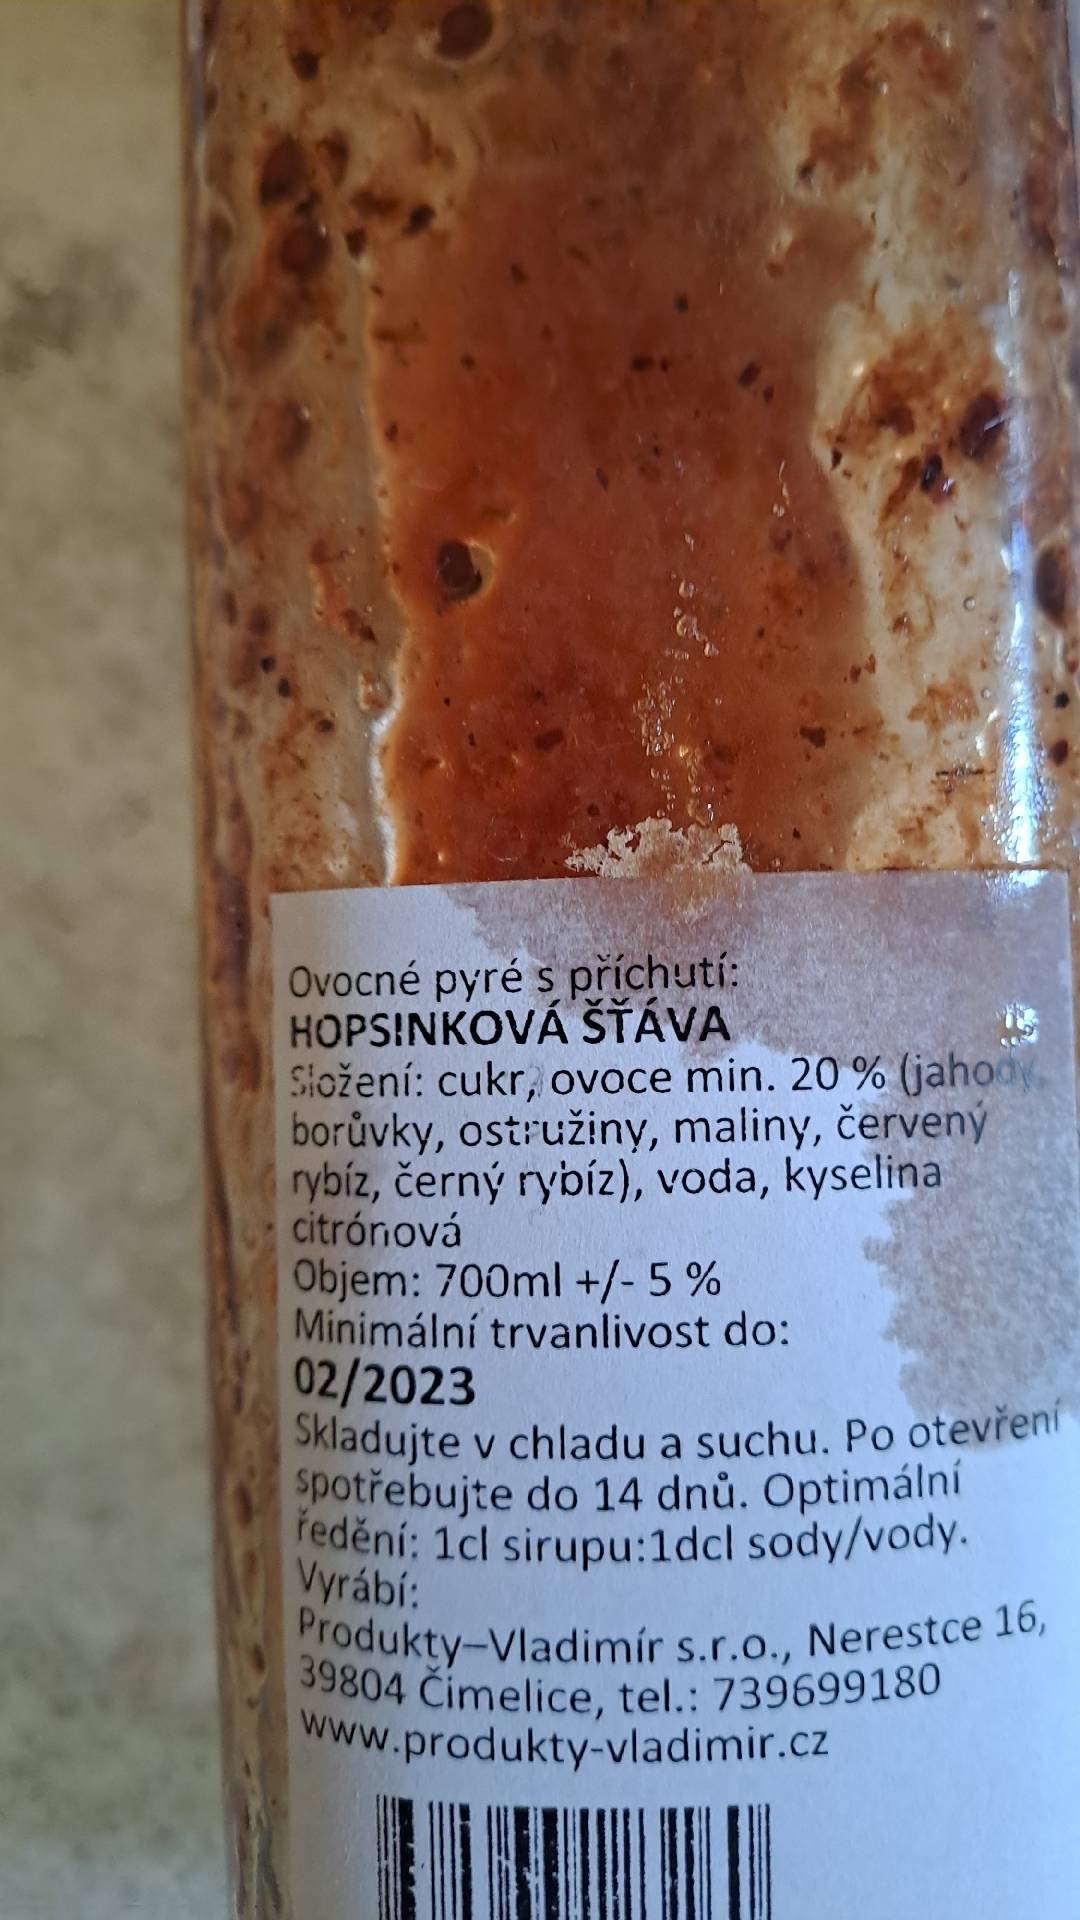 Ovocné pyré s příchutí:
HOPSINKOVÁ ŠŤÁVA
Složení: cukr, ovoce min. 20 % (jahody,
borůvky, ostružiny, maliny, červený
rybíz, černý rybíz), voda, kyselina
citrónová
Objem: 700ml +/- 5 %
Minimální trvanlivost do:
02/2023
Skladujte v chladu a suchu. Po otevření
spotřebujte do 14 dnů. Optimální
ředění: 1cl sirupu:1dcl sody/vody.
Vyrábí:
Produkty–Vladimír s.r.o., Nerestce 16,
39804 Čimelice, tel.: 739699180
www.produkty-vladimir.cz